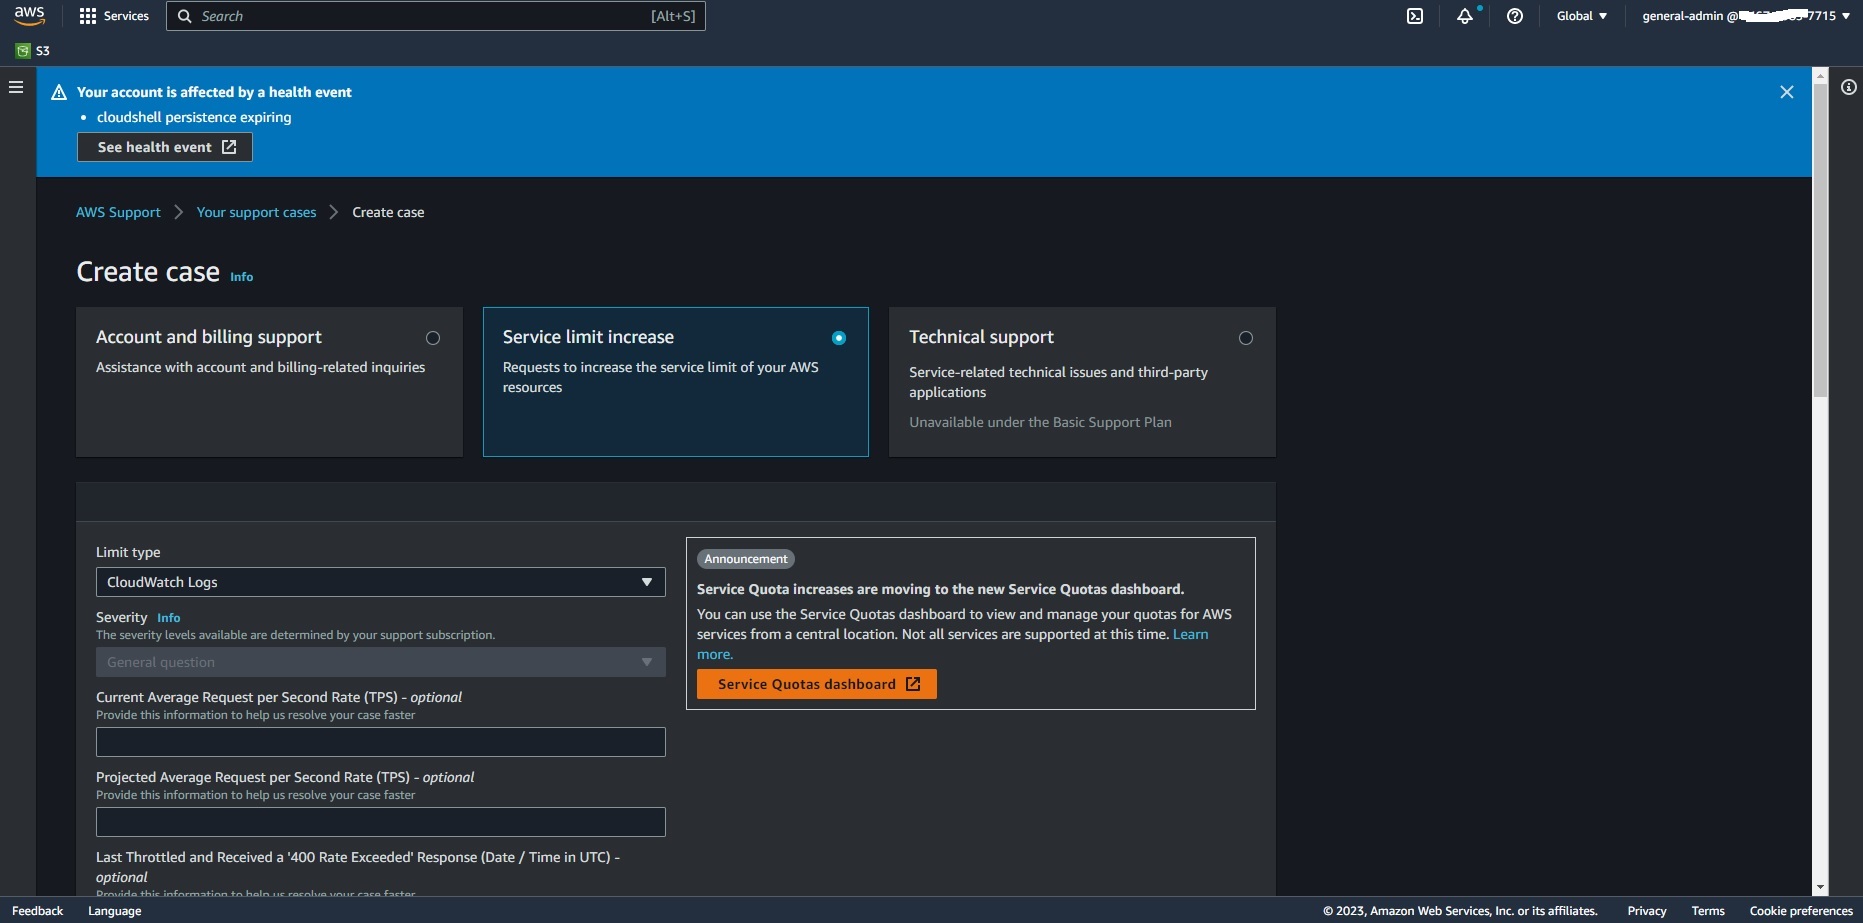 aws
Services
Search
[Alt+S]
Global
general-admin @ 7715
S3
Your account is affected by a health event
cloudshell persistence expiring
See health event
AWS Support
Your support cases
Create case
Create case Info
Account and billing support
Assistance with account and billing-related inquiries
Service limit increase
Requests to increase the service limit of your AWS
resources
Technical support
Service-related technical issues and third-party
applications
Unavailable under the Basic Support Plan
Limit type
CloudWatch Logs
Severity Info
The severity levels available are determined by your support subscription.
General question
Current Average Request per Second Rate (TPS) - optional
Provide this information to help us resolve your case faster
Projected Average Request per Second Rate (TPS) - optional
Provide this information to help us resolve your case faster
Last Throttled and Received a '400 Rate Exceeded' Response (Date / Time in UTC) -
optional
Provide this information to help us resolve your case faster
Announcement
Service Quota increases are moving to the new Service Quotas dashboard.
You can use the Service Quotas dashboard to view and manage your quotas for AWS
services from a central location. Not all services are supported at this time. Learn
more.
Service Quotas dashboard
Feedback
Language
© 2023, Amazon Web Services, Inc. or its affiliates.
Privacy
Terms
Cookie preferences